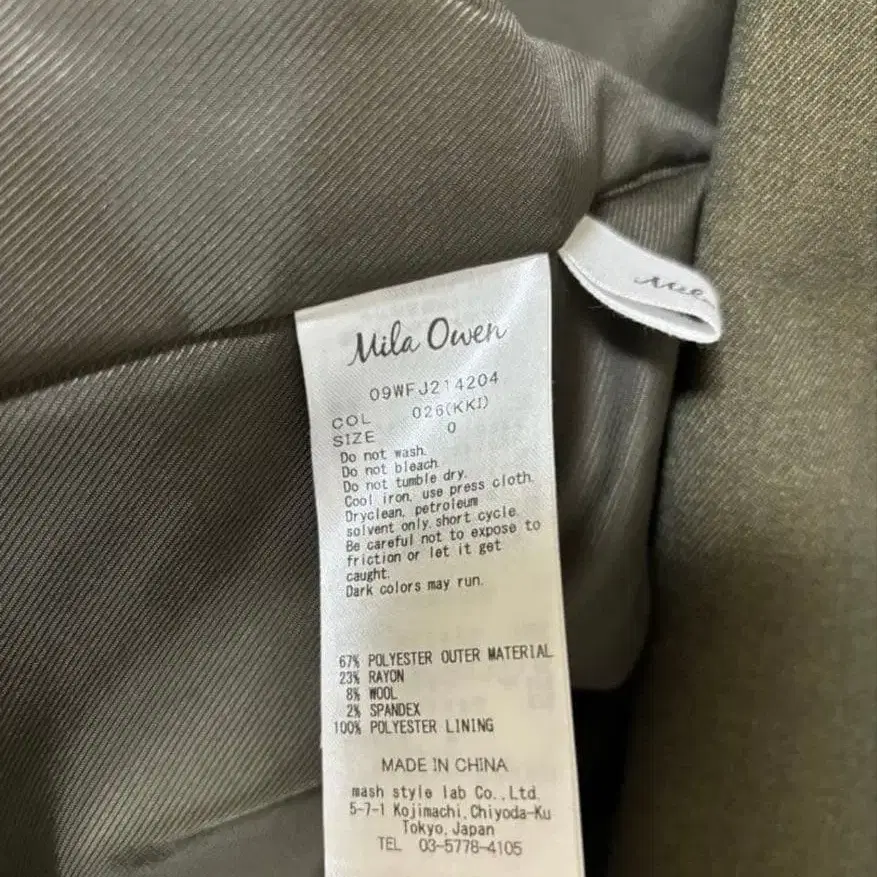 Mila Owen
09WFJ214204
COL 026(KKI)
SIZE 0
Do not wash.
Do not bleach
Do not tumble dry.
Cool iron, use press cloth.
Dryclean, petroleum
solvent only, short cycle.
Be careful not to expose to
friction or let it get
caught.
Dark colors may run.
67% POLYESTER OUTER MATERIAL
23% RAYON
8% WOOL
2% SPANDEX
100% POLYESTER LINING
MADE IN CHINA
mash style lab Co.,Ltd.
5-7-1 Kojimachi,Chiyoda-Ku
Tokyo,Japan
TEL 03-5778-4105